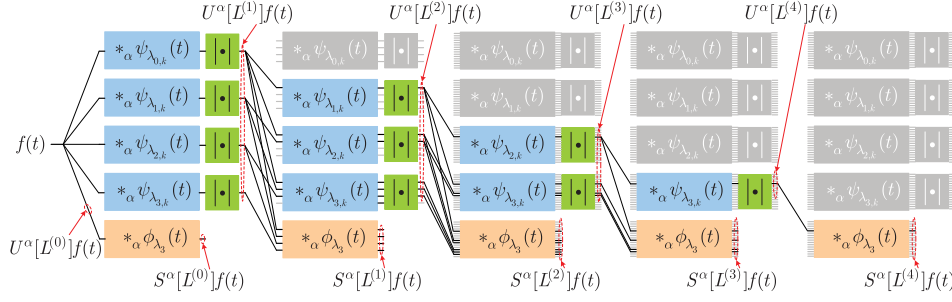 U^α[L^(1)]f(t) U^α[L^(2)]f(t) U^α[L^(3)]f(t) U^α[L^(4)]f(t)
*_α ψ_{λ_{0,k}}(t) |•| *_α ψ_{λ_{0,k}}(t) |•| *_α ψ_{λ_{0,k}}(t) |•| *_α ψ_{λ_{0,k}}(t) |•| *_α ψ_{λ_{0,k}}(t) |•|
*_α ψ_{λ_{1,k}}(t) |•| *_α ψ_{λ_{1,k}}(t) |•| *_α ψ_{λ_{1,k}}(t) |•| *_α ψ_{λ_{1,k}}(t) |•| *_α ψ_{λ_{1,k}}(t) |•|
f(t) *_α ψ_{λ_{2,k}}(t) |•| *_α ψ_{λ_{2,k}}(t) |•| *_α ψ_{λ_{2,k}}(t) |•| *_α ψ_{λ_{2,k}}(t) |•| *_α ψ_{λ_{2,k}}(t) |•|
*_α ψ_{λ_{3,k}}(t) |•| *_α ψ_{λ_{3,k}}(t) |•| *_α ψ_{λ_{3,k}}(t) |•| *_α ψ_{λ_{3,k}}(t) |•| *_α ψ_{λ_{3,k}}(t) |•|
*_α ϕ_{λ_3}(t) *_α ϕ_{λ_3}(t) *_α ϕ_{λ_3}(t) *_α ϕ_{λ_3}(t) *_α ϕ_{λ_3}(t)
U^α[L^(0)]f(t)
S^α[L^(0)]f(t) S^α[L^(1)]f(t) S^α[L^(2)]f(t) S^α[L^(3)]f(t) S^α[L^(4)]f(t)